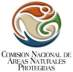 COMISION NACIONAL
DE
AREAS NATURALES
PROTEGIDAS